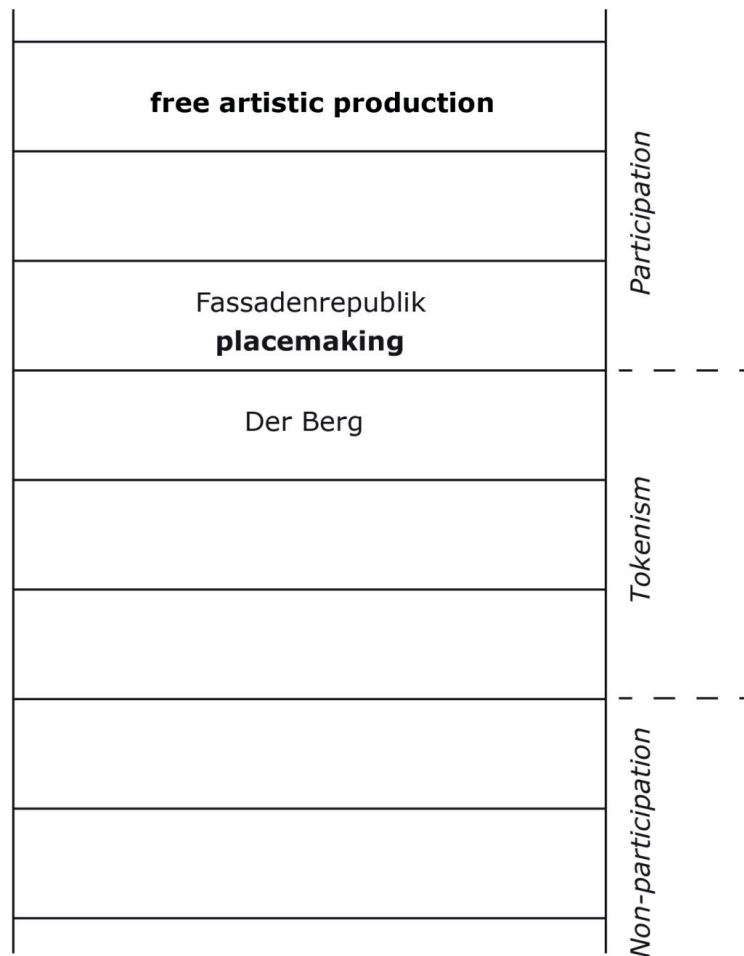 free artistic production
Participation
Fassadenrepublik
placemaking
Der Berg
Tokenism
Non-participation